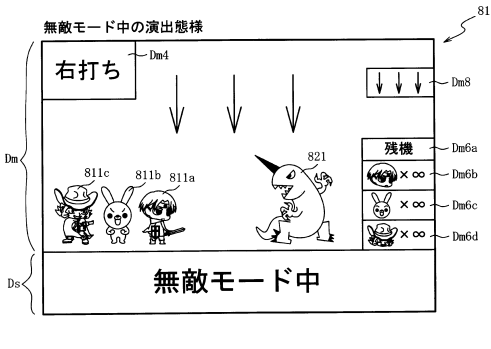 無敵モード中の演出態様
81
右打ち
Dm4
Dm8
Dm
残機
Dm6a
×∞
Dm6b
×∞
Dm6c
×∞
Dm6d
811c
811b
811a
821
Ds
無敵モード中